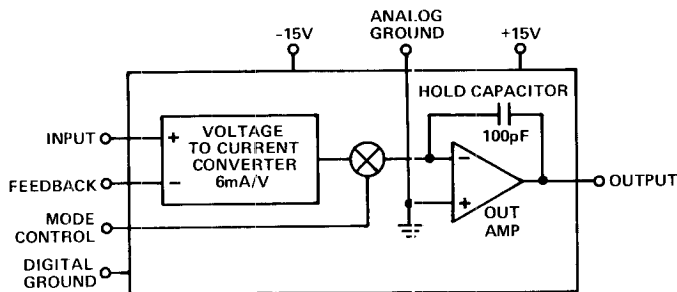 -15V
ANALOG
GROUND
+15V
HOLD CAPACITOR
100pF
INPUT
+
VOLTAGE
TO CURRENT
CONVERTER
6mA/V
FEEDBACK
-
-
+
OUT
AMP
OUTPUT
MODE
CONTROL
DIGITAL
GROUND